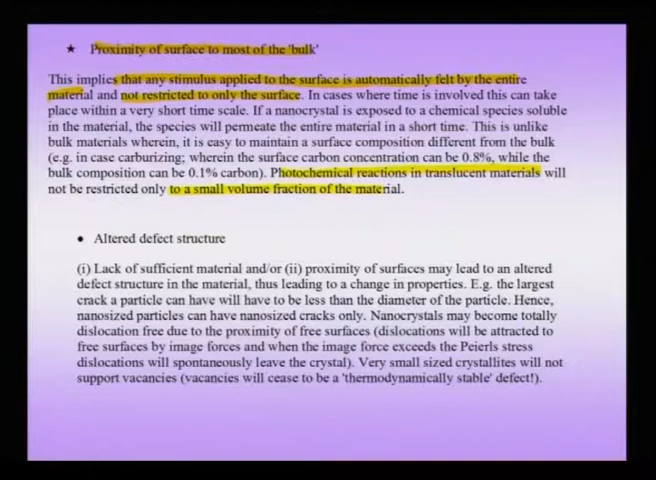 ★ Proximity of surface to most of the 'bulk'
This implies that any stimulus applied to the surface is automatically felt by the entire
material and not restricted to only the surface. In cases where time is involved this can take
place within a very short time scale. If a nanocrystal is exposed to a chemical species soluble
in the material, the species will permeate the entire material in a short time. This is unlike
bulk materials wherein, it is easy to maintain a surface composition different from the bulk
(e.g. in case carburizing; wherein the surface carbon concentration can be 0.8%, while the
bulk composition can be 0.1% carbon). Photochemical reactions in translucent materials will
not be restricted only to a small volume fraction of the material.
• Altered defect structure
(i) Lack of sufficient material and/or (ii) proximity of surfaces may lead to an altered
defect structure in the material, thus leading to a change in properties. E.g. the largest
crack a particle can have will have to be less than the diameter of the particle. Hence,
nanosized particles can have nanosized cracks only. Nanocrystals may become totally
dislocation free due to the proximity of free surfaces (dislocations will be attracted to
free surfaces by image forces and when the image force exceeds the Peierls stress
dislocations will spontaneously leave the crystal). Very small sized crystallites will not
support vacancies (vacancies will cease to be a 'thermodynamically stable' defect!).